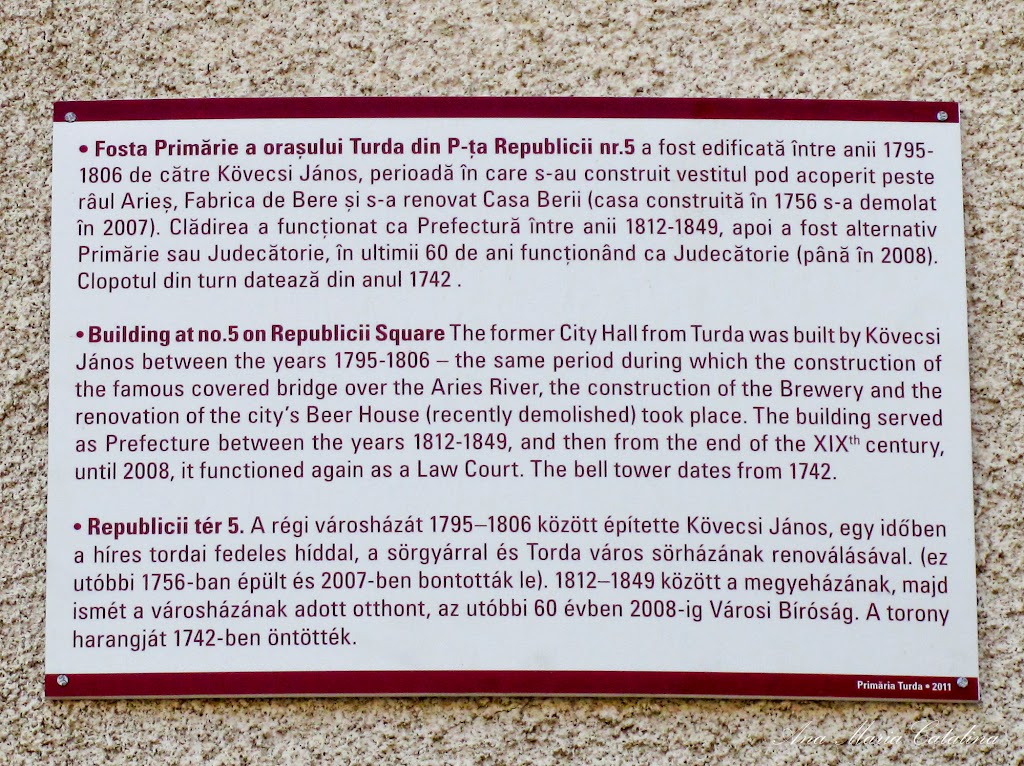 • Fosta Primărie a orașului Turda din P-ța Republicii nr.5 a fost edificată între anii 1795-
1806 de către Kövecsi János, perioadă în care s-au construit vestitul pod acoperit peste
râul Arieș, Fabrica de Bere și s-a renovat Casa Berii (casa construită în 1756 s-a demolat
în 2007). Clădirea a funcționat ca Prefectură între anii 1812-1849, apoi a fost alternativ
Primărie sau Judecătorie, în ultimii 60 de ani funcționând ca Judecătorie (până în 2008).
Clopotul din turn datează din anul 1742 .
• Building at no.5 on Republicii Square The former City Hall from Turda was built by Kövecsi
János between the years 1795-1806 – the same period during which the construction of
the famous covered bridge over the Aries River, the construction of the Brewery and the
renovation of the city's Beer House (recently demolished) took place. The building served
as Prefecture between the years 1812-1849, and then from the end of the XIXth century,
until 2008, it functioned again as a Law Court. The bell tower dates from 1742.
• Republicii tér 5. A régi városházát 1795–1806 között építette Kövecsi János, egy időben
a híres tordai fedeles híddal, a sörgyárral és Torda város sörházának renoválásával. (ez
utóbbi 1756-ban épült és 2007-ben bontották le). 1812–1849 között a megyeházának, majd
ismét a városházának adott otthont, az utóbbi 60 évben 2008-ig Városi Bíróság. A torony
harangját 1742-ben öntötték.
Primăria Turda • 2011
Ana Maria Catalina